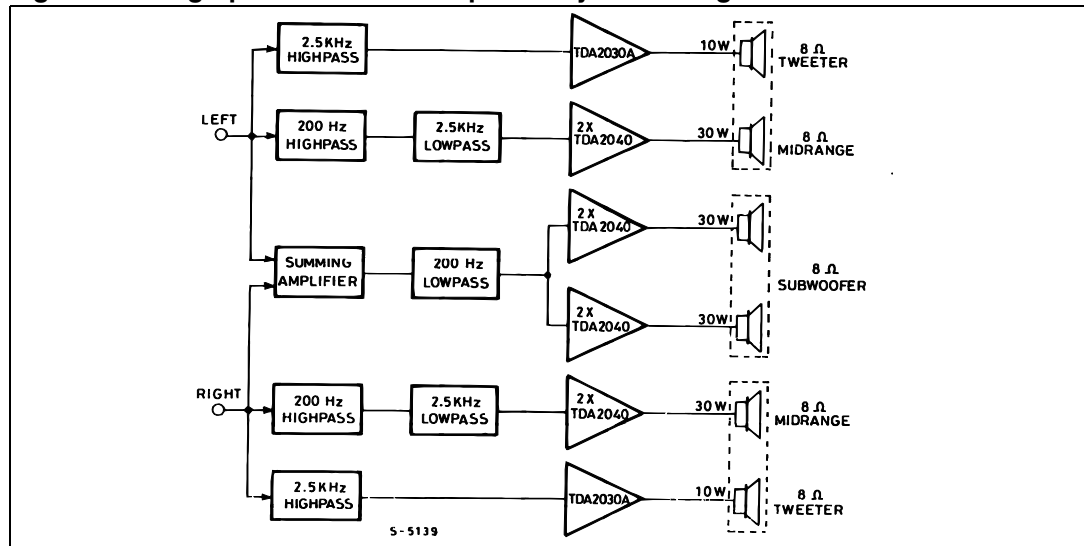 2.5KHz
HIGHPASS
TDA2030A
10W
8 Ω
TWEETER
LEFT
200 Hz
HIGHPASS
2.5KHz
LOWPASS
2X
TDA2040
30W
8 Ω
MIDRANGE
2X
TDA2040
30W
SUMMING
AMPLIFIER
200 Hz
LOWPASS
8 Ω
SUBWOOFER
2X
TDA2040
30W
RIGHT
200 Hz
HIGHPASS
2.5KHz
LOWPASS
2X
TDA2040
30W
8 Ω
MIDRANGE
2.5KHz
HIGHPASS
TDA2030A
10W
8 Ω
TWEETER
S-5139